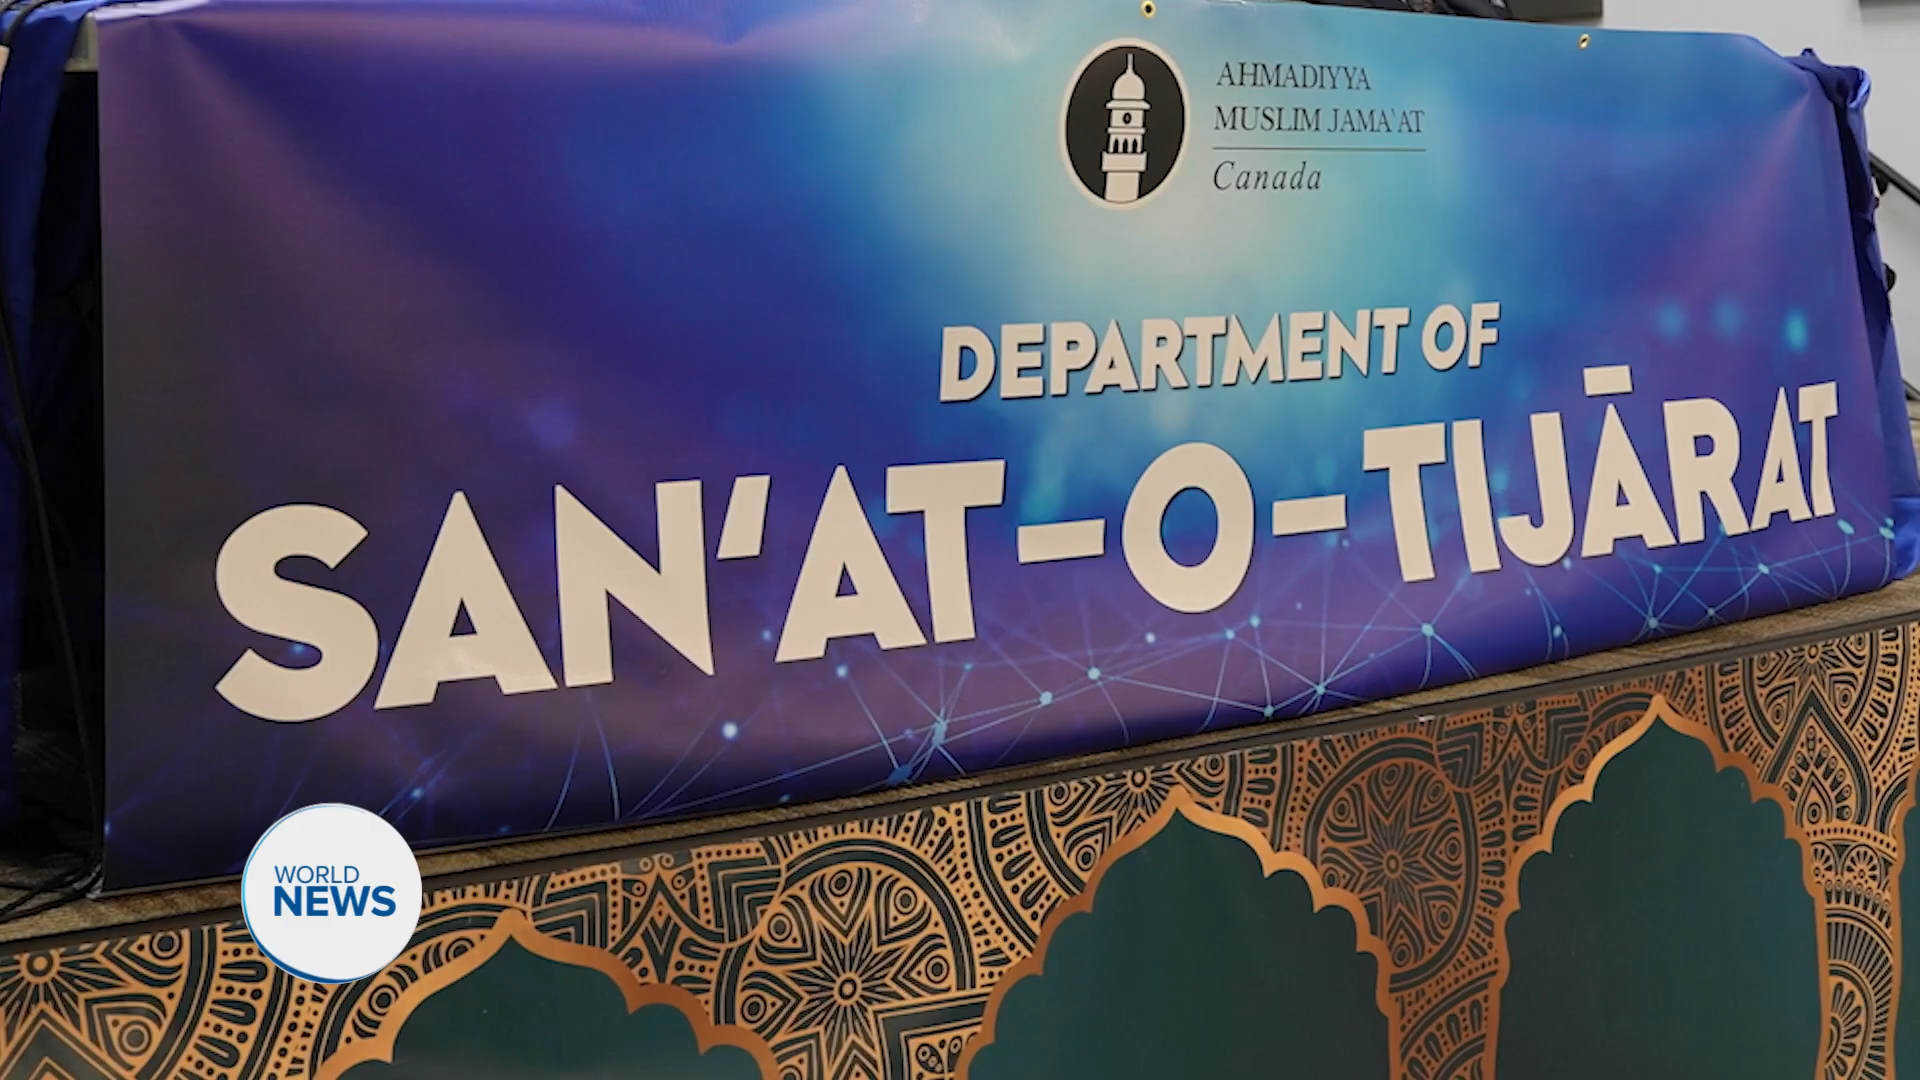 AHMADIYYA
MUSLIM JAMA`AT
Canada
DEPARTMENT OF
SAN'AT-O-TIJĀRAT
WORLD
NEWS